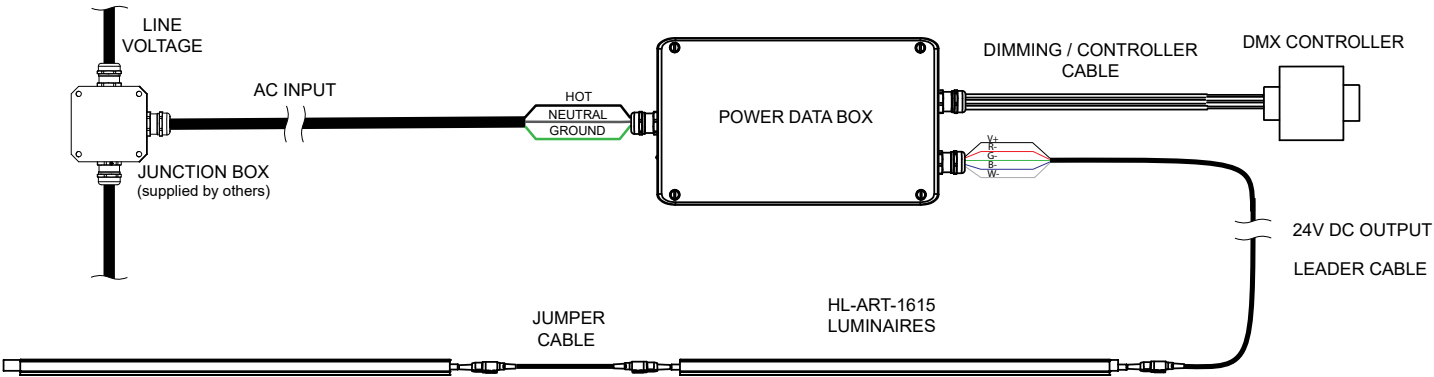 LINE
VOLTAGE
AC INPUT
JUNCTION BOX
(supplied by others)
HOT
NEUTRAL
GROUND
POWER DATA BOX
DIMMING / CONTROLLER
CABLE
DMX CONTROLLER
V+
R-
G-
B-
W-
24V DC OUTPUT
LEADER CABLE
JUMPER
CABLE
HL-ART-1615
LUMINAIRES